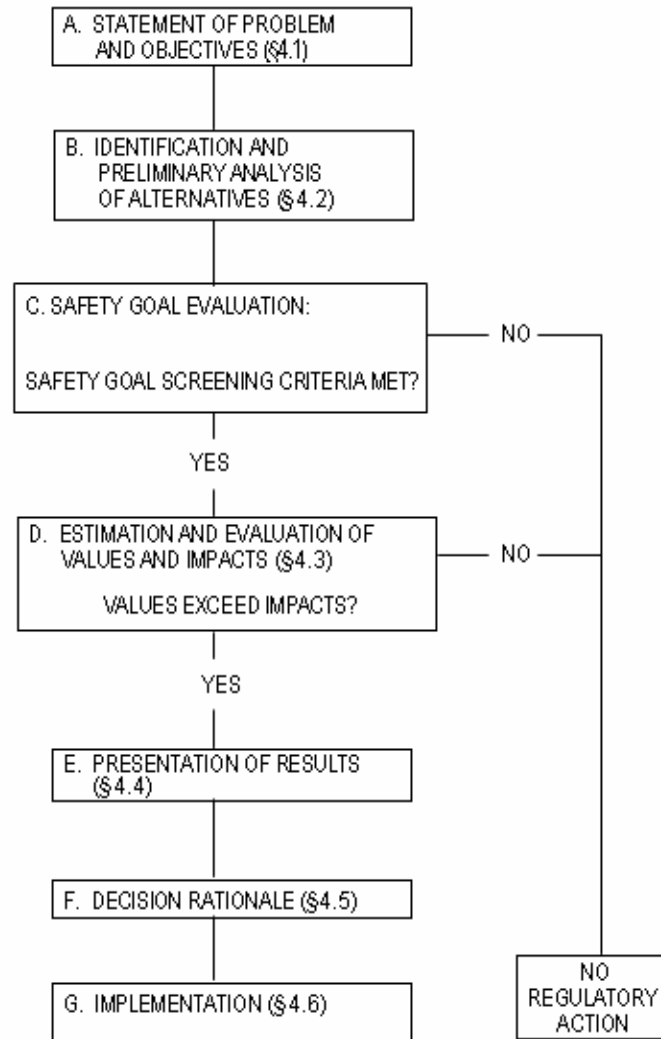 A. STATEMENT OF PROBLEM
AND OBJECTIVES (§4.1)
B. IDENTIFICATION AND
PRELIMINARY ANALYSIS
OF ALTERNATIVES (§4.2)
C. SAFETY GOAL EVALUATION:
NO
SAFETY GOAL SCREENING CRITERIA MET?
YES
D. ESTIMATION AND EVALUATION OF
VALUES AND IMPACTS (§4.3)
NO
VALUES EXCEED IMPACTS?
YES
E. PRESENTATION OF RESULTS
(§4.4)
F. DECISION RATIONALE (§4.5)
G. IMPLEMENTATION (§4.6)
NO
REGULATORY
ACTION